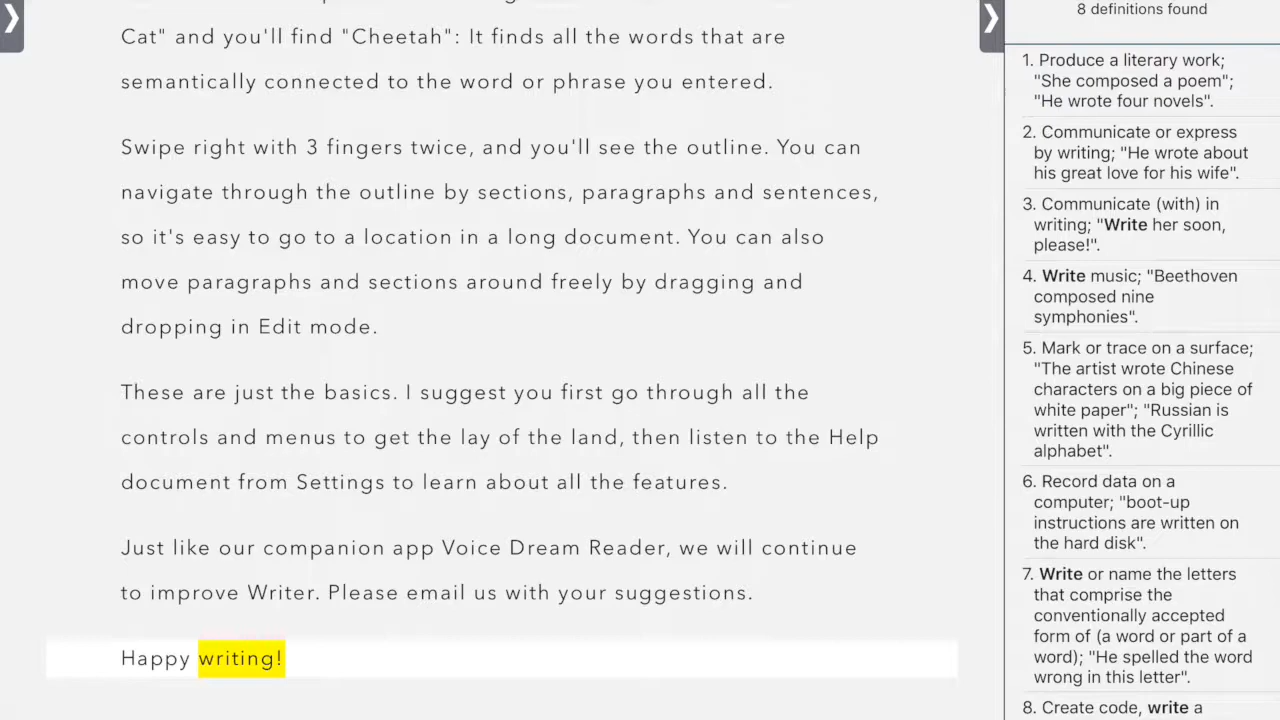 Cat" and you'll find "Cheetah": It finds all the words that are
semantically connected to the word or phrase you entered.
Swipe right with 3 fingers twice, and you'll see the outline. You can
navigate through the outline by sections, paragraphs and sentences,
so it's easy to go to a location in a long document. You can also
move paragraphs and sections around freely by dragging and
dropping in Edit mode.
These are just the basics. I suggest you first go through all the
controls and menus to get the lay of the land, then listen to the Help
document from Settings to learn about all the features.
Just like our companion app Voice Dream Reader, we will continue
to improve Writer. Please email us with your suggestions.
Happy writing!
8 definitions found
1. Produce a literary work;
"She composed a poem";
"He wrote four novels".
2. Communicate or express
by writing; "He wrote about
his great love for his wife".
3. Communicate (with) in
writing; "Write her soon,
please!".
4. Write music; "Beethoven
composed nine
symphonies".
5. Mark or trace on a surface;
"The artist wrote Chinese
characters on a big piece of
white paper"; "Russian is
written with the Cyrillic
alphabet".
6. Record data on a
computer; "boot-up
instructions are written on
the hard disk".
7. Write or name the letters
that comprise the
conventionally accepted
form of (a word or part of a
word); "He spelled the word
wrong in this letter".
8. Create code, write a